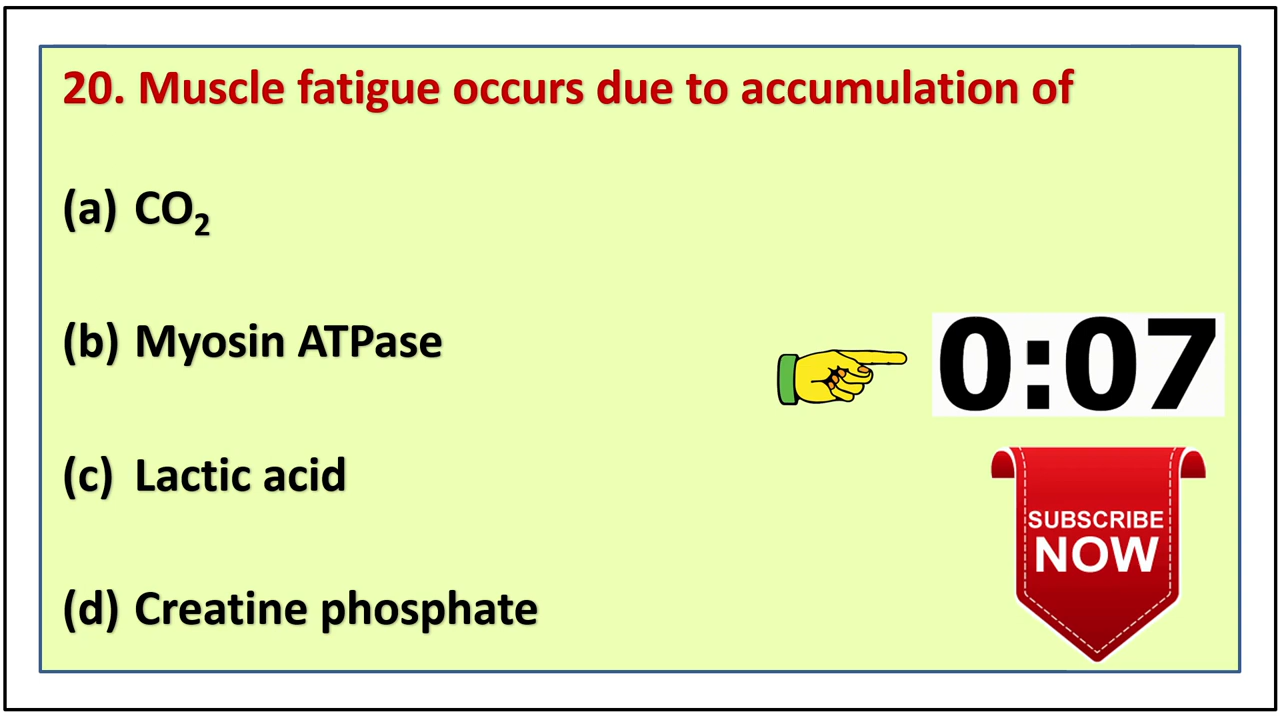 20. Muscle fatigue occurs due to accumulation of
(a) CO₂
(b) Myosin ATPase
0:07
(c) Lactic acid
SUBSCRIBE
NOW
(d) Creatine phosphate